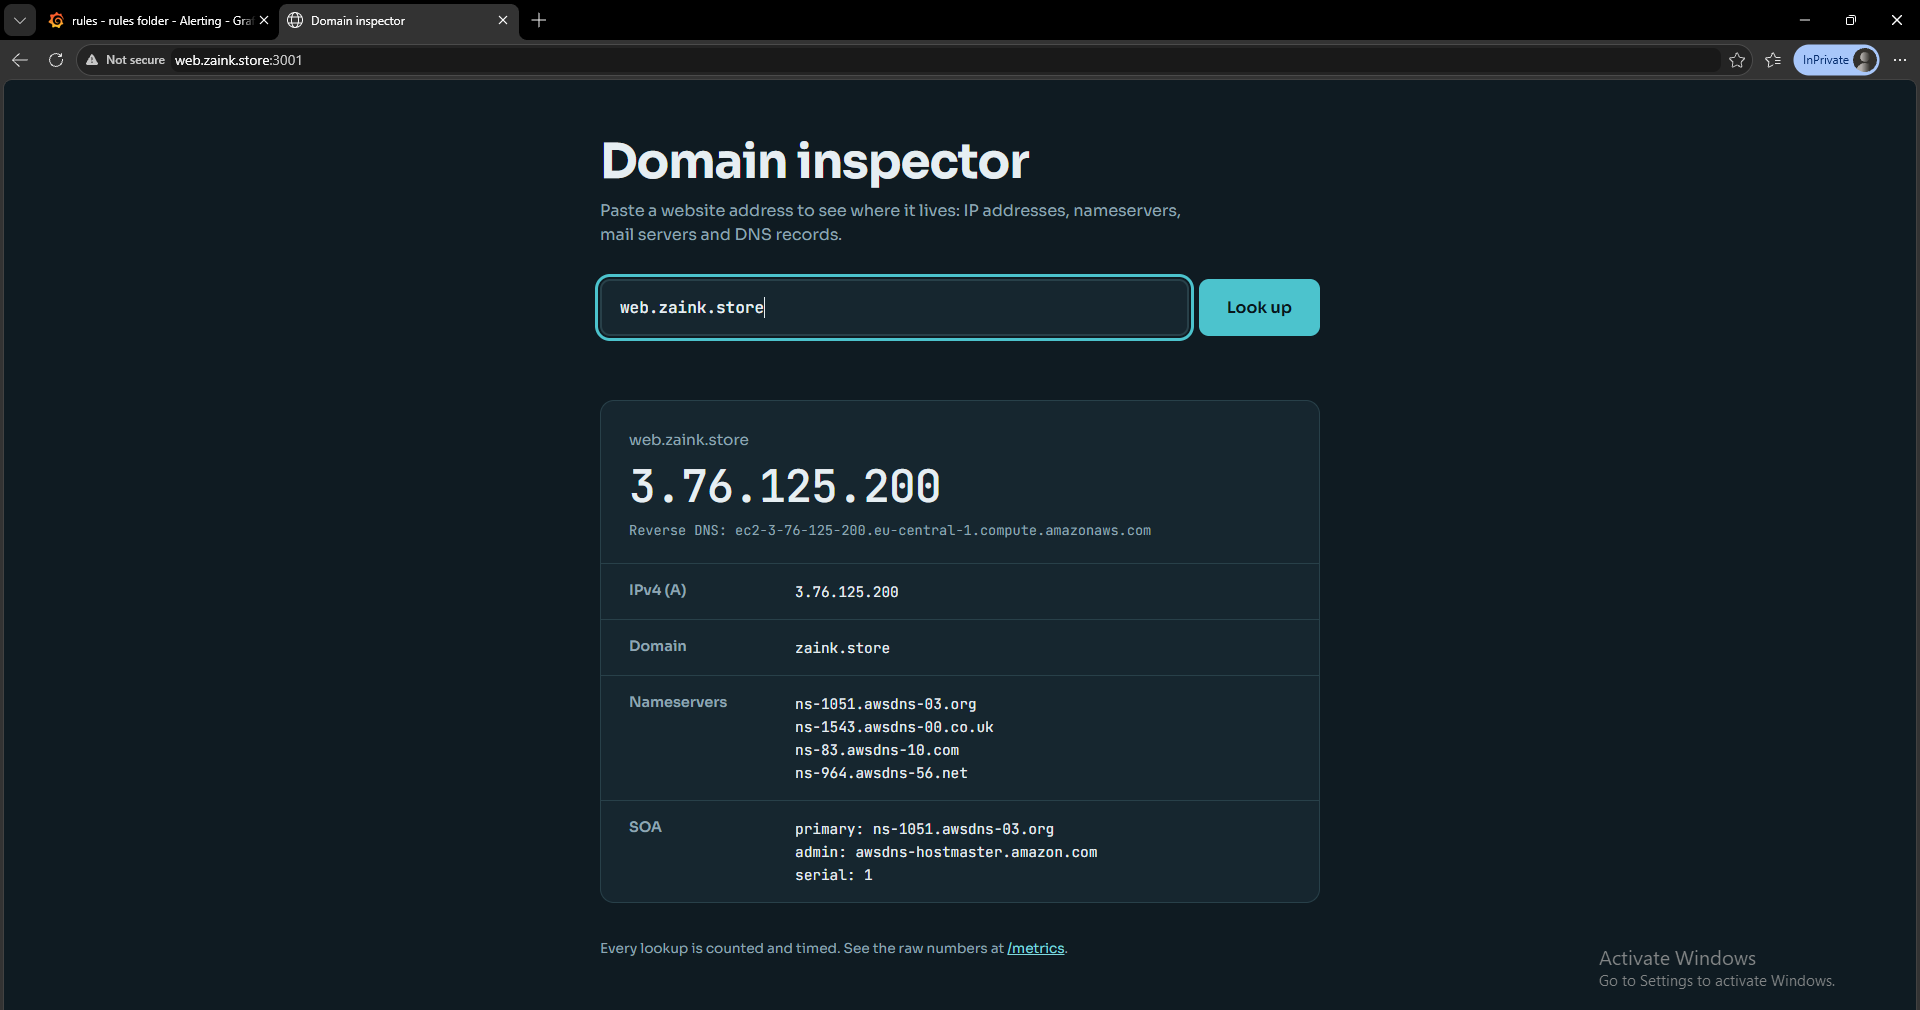 rules - rules folder - Alerting - Gra
Domain inspector
Not secure
web.zaink.store:3001
InPrivate
Domain inspector
Paste a website address to see where it lives: IP addresses, nameservers,
mail servers and DNS records.
web.zaink.store
Look up
web.zaink.store
3.76.125.200
Reverse DNS: ec2-3-76-125-200.eu-central-1.compute.amazonaws.com
IPv4 (A)
3.76.125.200
Domain
zaink.store
Nameservers
ns-1051.awsdns-03.org
ns-1543.awsdns-00.co.uk
ns-83.awsdns-10.com
ns-964.awsdns-56.net
SOA
primary: ns-1051.awsdns-03.org
admin: awsdns-hostmaster.amazon.com
serial: 1
Every lookup is counted and timed. See the raw numbers at /metrics.
Activate Windows
Go to Settings to activate Windows.